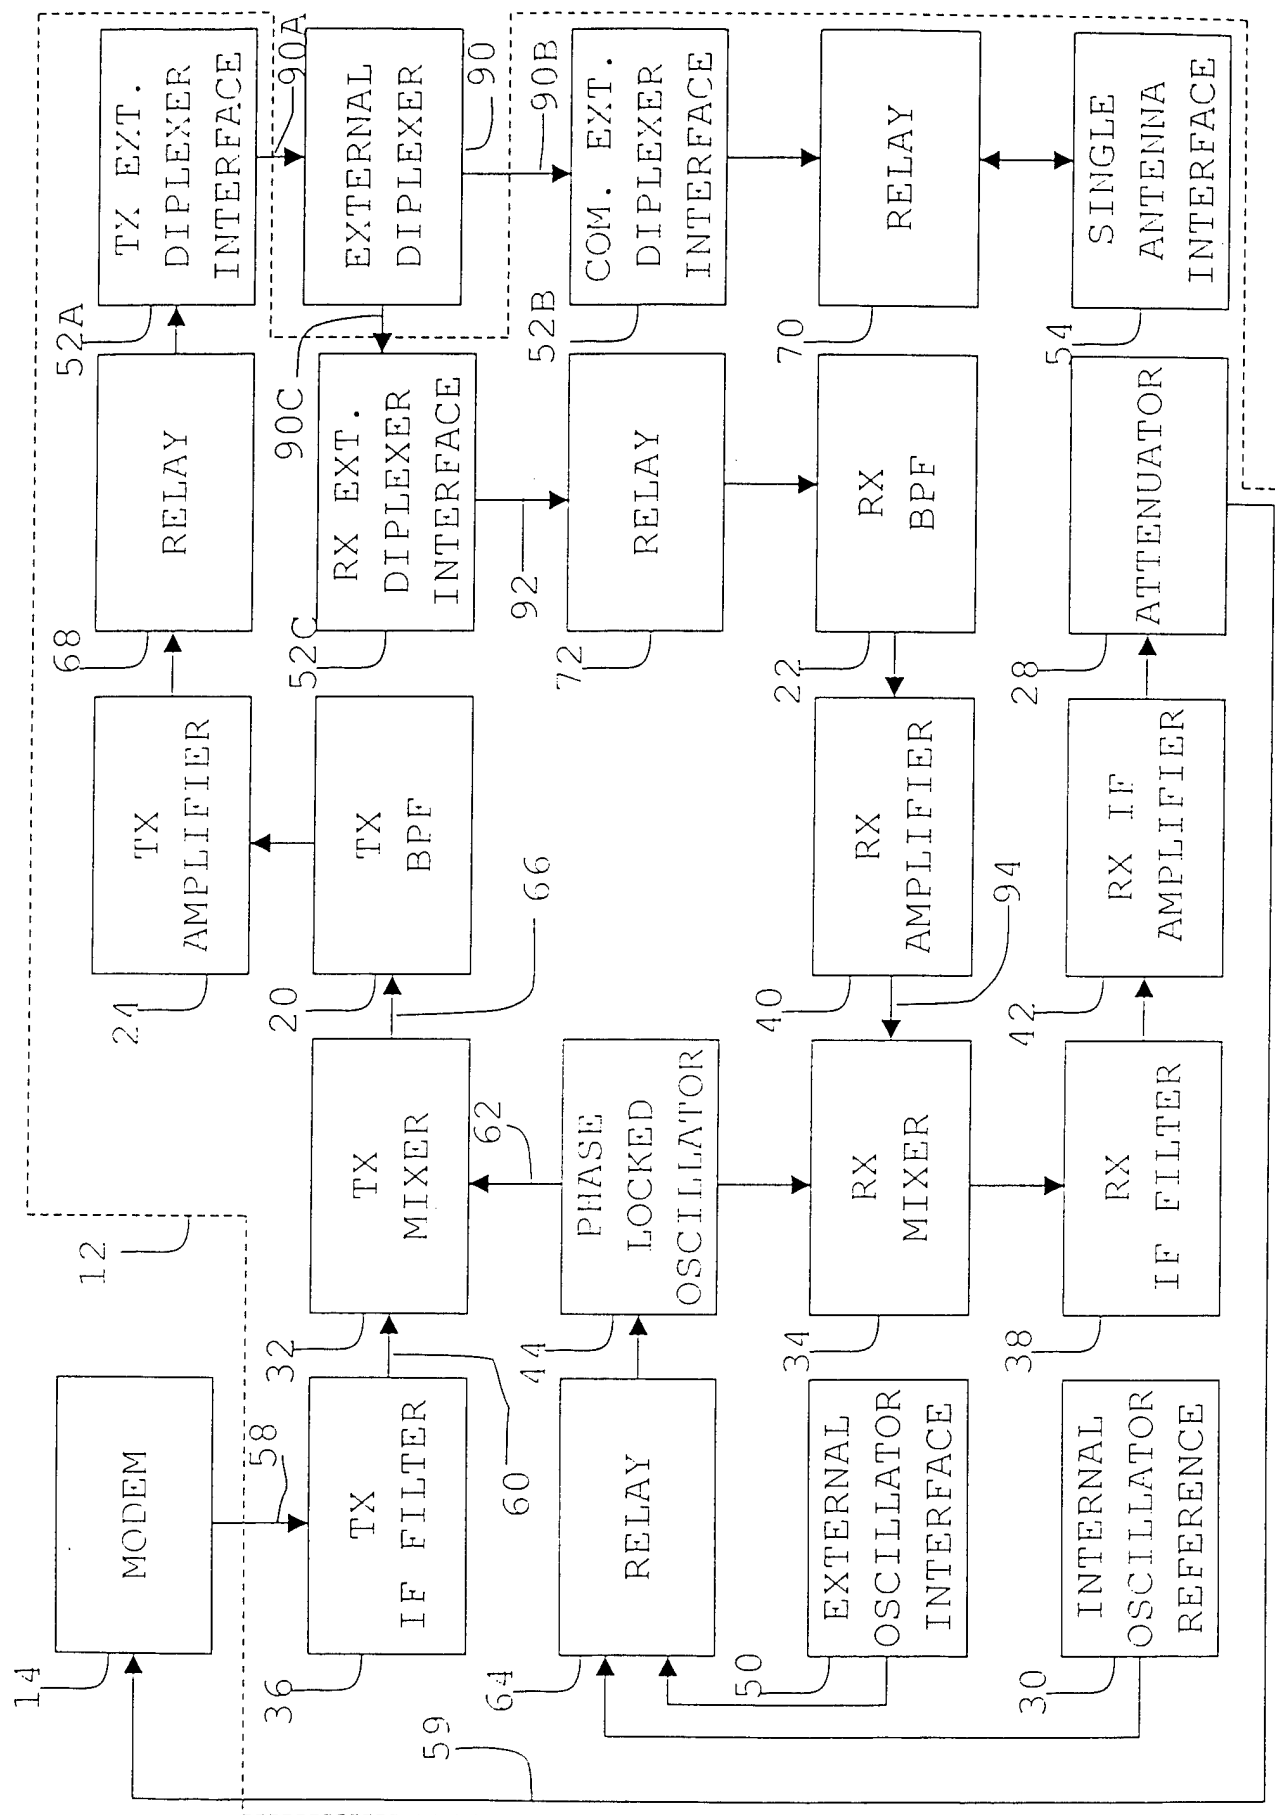 14
MODEM
58
12
36
TX
IF FILTER
60
32
TX
MIXER
62
66
20
TX
BPF
24
TX
AMPLIFIER
68
RELAY
52A
TX EXT.
DIPLEXER
INTERFACE
90A
EXTERNAL
DIPLEXER
90
90B
90C
52C
RX EXT.
DIPLEXER
INTERFACE
92
52B
COM. EXT.
DIPLEXER
INTERFACE
64
RELAY
44
PHASE
LOCKED
OSCILLATOR
72
RELAY
70
RELAY
50
EXTERNAL
OSCILLATOR
INTERFACE
34
RX
MIXER
40
RX
AMPLIFIER
94
22
RX
BPF
54
SINGLE
ANTENNA
INTERFACE
30
INTERNAL
OSCILLATOR
REFERENCE
38
RX
IF FILTER
42
RX IF
AMPLIFIER
28
ATTENUATOR
59